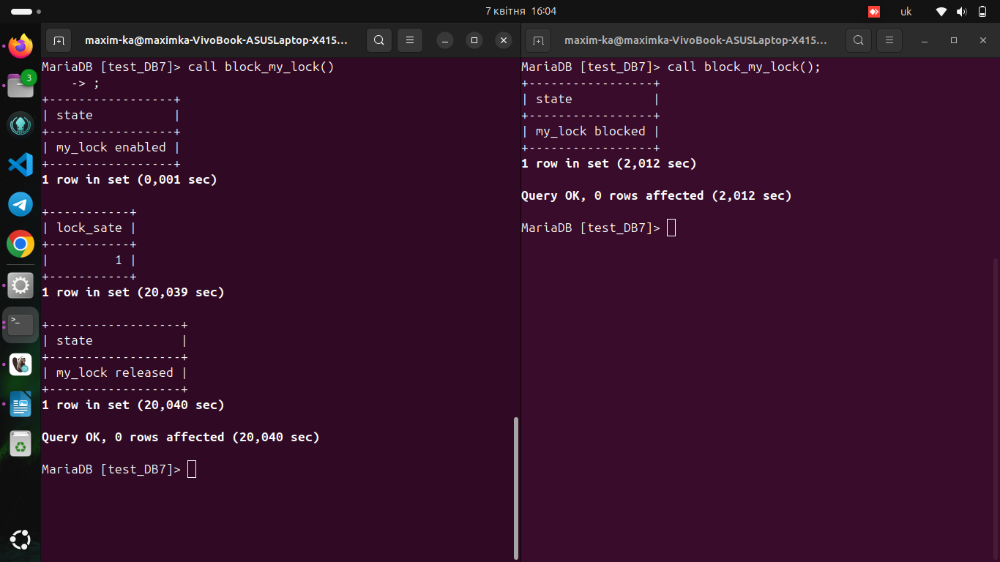 7 квітня 16:04
uk
maxim-ka@maximka-VivoBook-ASUSLaptop-X415…
3
MariaDB [test_DB7]> call block_my_lock()
    -> ;
+-----------------+
| state           |
+-----------------+
| my_lock enabled |
+-----------------+
1 row in set (0,001 sec)

+-----------+
| lock_sate |
+-----------+
|         1 |
+-----------+
1 row in set (20,039 sec)

+------------------+
| state            |
+------------------+
| my_lock released |
+------------------+
1 row in set (20,040 sec)

Query OK, 0 rows affected (20,040 sec)

MariaDB [test_DB7]>
maxim-ka@maximka-VivoBook-ASUSLaptop-X415…
MariaDB [test_DB7]> call block_my_lock();
+-----------------+
| state           |
+-----------------+
| my_lock blocked |
+-----------------+
1 row in set (2,012 sec)

Query OK, 0 rows affected (2,012 sec)

MariaDB [test_DB7]>